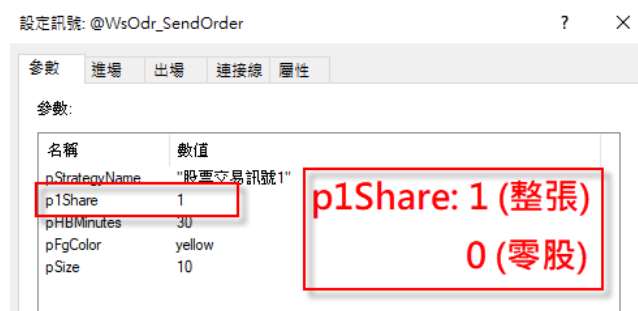 設定訊號: @WsOdr_SendOrder ? ×
參數 進場 出場 連接線 屬性
參數:
名稱 數值
pStrategyName "股票交易訊號1"
p1Share 1
pHBMinutes 30
pFgColor yellow
pSize 10
p1Share: 1 (整張)
0 (零股)